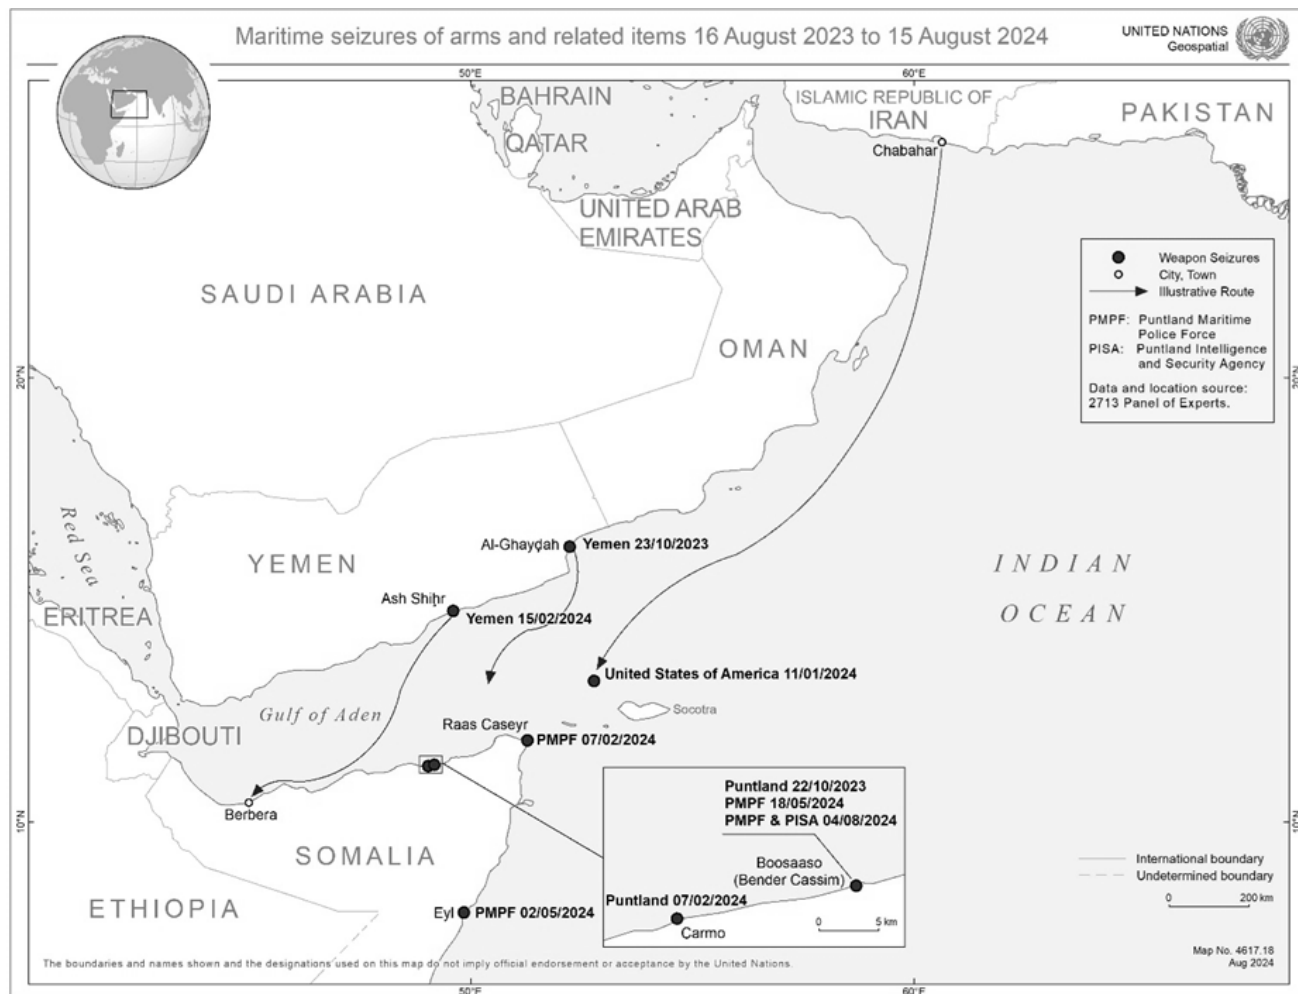 Maritime seizures of arms and related items 16 August 2023 to 15 August 2024
UNITED NATIONS
Geospatial
50°E
60°E
BAHRAIN
QATAR
ISLAMIC REPUBLIC OF
IRAN
PAKISTAN
Chabahar
UNITED ARAB
EMIRATES
SAUDI ARABIA
OMAN
Weapon Seizures
City, Town
Illustrative Route
PMPF: Puntland Maritime
Police Force
PISA: Puntland Intelligence
and Security Agency
Data and location source:
2713 Panel of Experts.
20°N
20°N
Red Sea
YEMEN
Al-Ghaydah
Yemen 23/10/2023
Ash Shiḥr
Yemen 15/02/2024
ERITREA
INDIAN
OCEAN
United States of America 11/01/2024
Socotra
Gulf of Aden
Raas Caseyr
PMPF 07/02/2024
DJIBOUTI
Berbera
SOMALIA
ETHIOPIA
Eyl
PMPF 02/05/2024
Puntland 22/10/2023
PMPF 18/05/2024
PMPF & PISA 04/08/2024
Boosaaso
(Bender Cassim)
Puntland 07/02/2024
Carmo
0 5 km
10°N
10°N
International boundary
Undetermined boundary
0 200 km
Map No. 4617.18
Aug 2024
The boundaries and names shown and the designations used on this map do not imply official endorsement or acceptance by the United Nations.
50°E
60°E